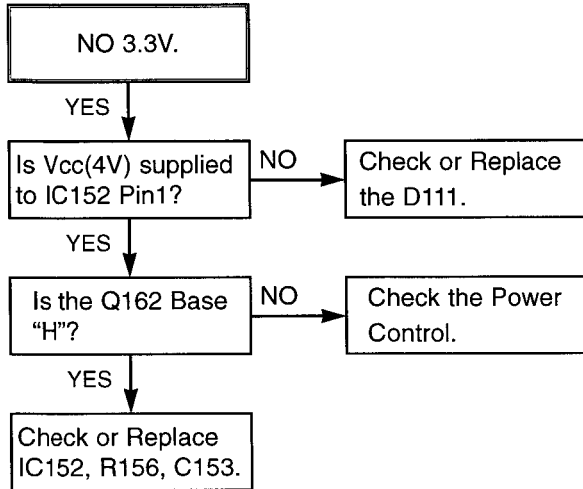 NO 3.3V.
YES
Is Vcc(4V) supplied
to IC152 Pin1?
NO
Check or Replace
the D111.
YES
Is the Q162 Base
“H”?
NO
Check the Power
Control.
YES
Check or Replace
IC152, R156, C153.